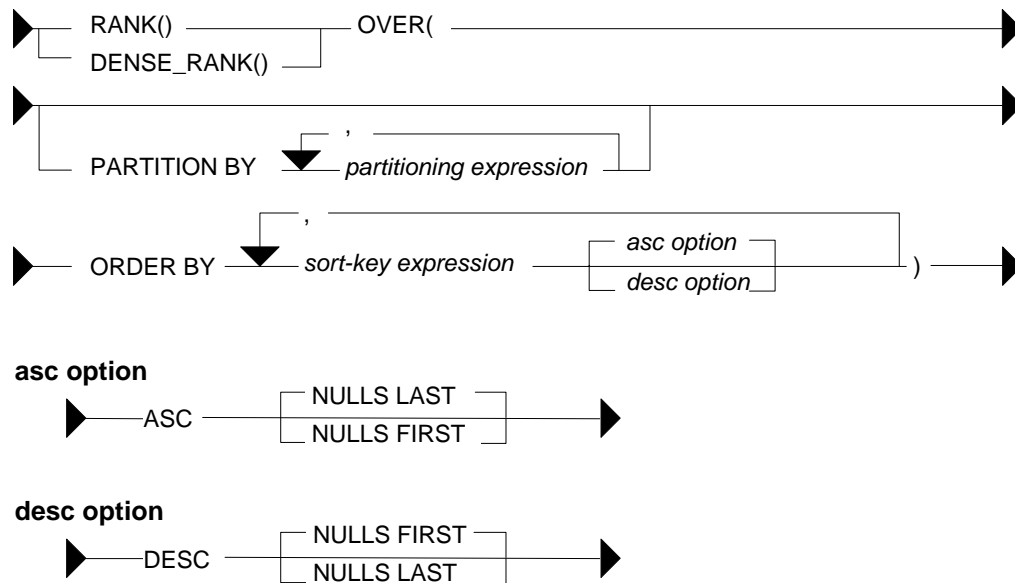 RANK() OVER(
DENSE_RANK()
,
PARTITION BY partitioning expression
,
asc option
ORDER BY sort-key expression )
desc option
asc option
NULLS LAST
ASC
NULLS FIRST
desc option
NULLS FIRST
DESC
NULLS LAST